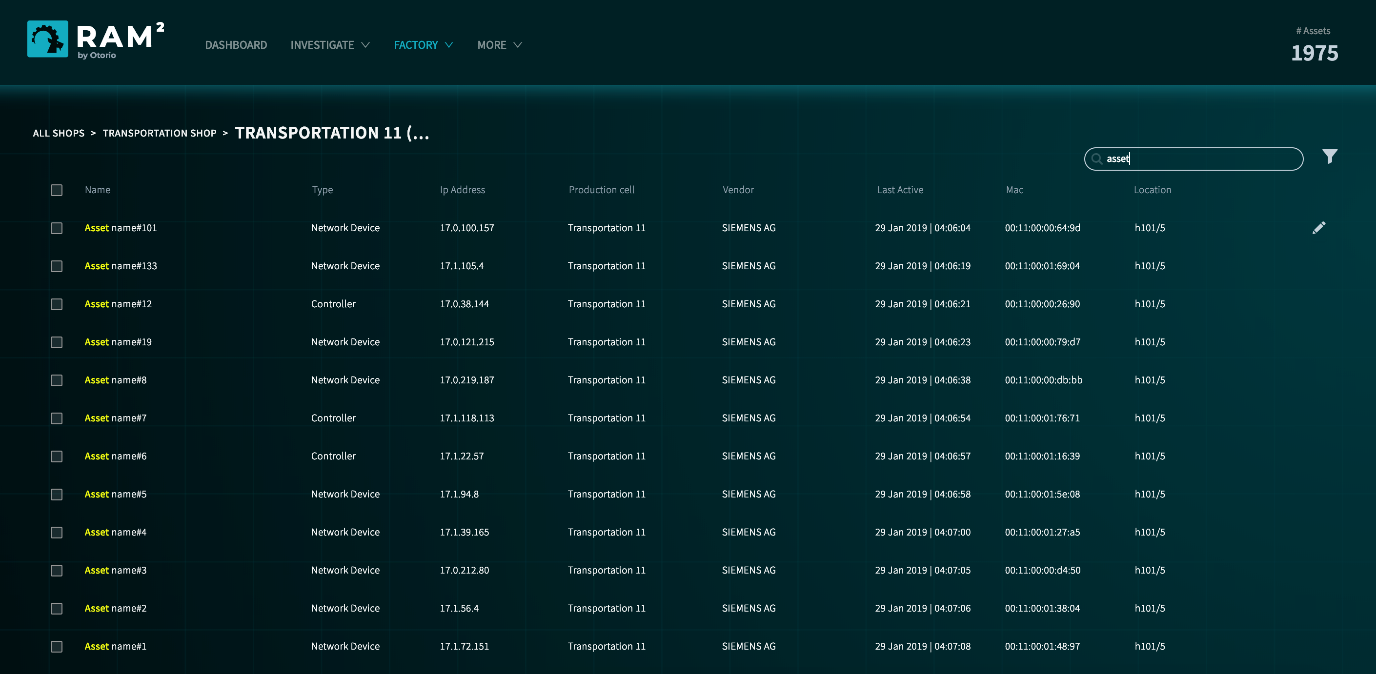 RAM²
by Otorio
DASHBOARD INVESTIGATE FACTORY MORE
# Assets
1975
ALL SHOPS > TRANSPORTATION SHOP > TRANSPORTATION 11 (...
asset
Name Type Ip Address Production cell Vendor Last Active Mac Location
Asset name#101 Network Device 17.0.100.157 Transportation 11 SIEMENS AG 29 Jan 2019 | 04:06:04 00:11:00:00:64:9d h101/5
Asset name#133 Network Device 17.1.105.4 Transportation 11 SIEMENS AG 29 Jan 2019 | 04:06:19 00:11:00:01:69:04 h101/5
Asset name#12 Controller 17.0.38.144 Transportation 11 SIEMENS AG 29 Jan 2019 | 04:06:21 00:11:00:00:26:90 h101/5
Asset name#19 Network Device 17.0.121.215 Transportation 11 SIEMENS AG 29 Jan 2019 | 04:06:23 00:11:00:00:79:d7 h101/5
Asset name#8 Network Device 17.0.219.187 Transportation 11 SIEMENS AG 29 Jan 2019 | 04:06:38 00:11:00:00:db:bb h101/5
Asset name#7 Controller 17.1.118.113 Transportation 11 SIEMENS AG 29 Jan 2019 | 04:06:54 00:11:00:01:76:71 h101/5
Asset name#6 Controller 17.1.22.57 Transportation 11 SIEMENS AG 29 Jan 2019 | 04:06:57 00:11:00:01:16:39 h101/5
Asset name#5 Network Device 17.1.94.8 Transportation 11 SIEMENS AG 29 Jan 2019 | 04:06:58 00:11:00:01:5e:08 h101/5
Asset name#4 Network Device 17.1.39.165 Transportation 11 SIEMENS AG 29 Jan 2019 | 04:07:00 00:11:00:01:27:a5 h101/5
Asset name#3 Network Device 17.0.212.80 Transportation 11 SIEMENS AG 29 Jan 2019 | 04:07:05 00:11:00:00:d4:50 h101/5
Asset name#2 Network Device 17.1.56.4 Transportation 11 SIEMENS AG 29 Jan 2019 | 04:07:06 00:11:00:01:38:04 h101/5
Asset name#1 Network Device 17.1.72.151 Transportation 11 SIEMENS AG 29 Jan 2019 | 04:07:08 00:11:00:01:48:97 h101/5